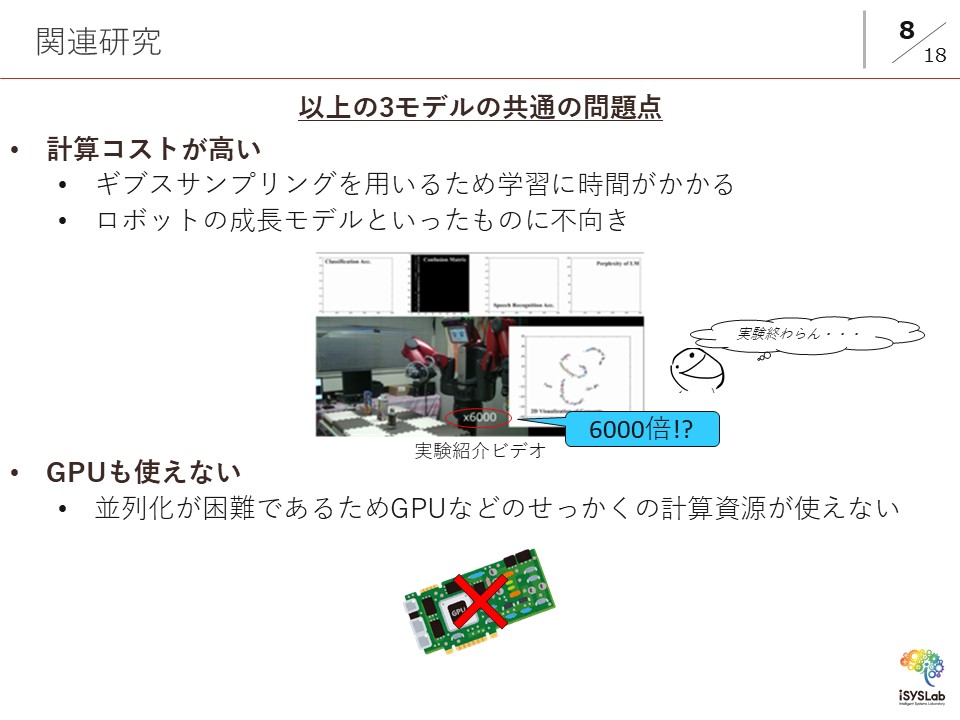 関連研究
8
18
以上の3モデルの共通の問題点
• 計算コストが高い
• ギブスサンプリングを用いるため学習に時間がかかる
• ロボットの成長モデルといったものに不向き
Classification Acc.
Confusion Matrix
Speech Recognition Acc.
Perplexity of LM
実験終わらん・・・
x6000
6000倍!?
実験紹介ビデオ
• GPUも使えない
• 並列化が困難であるためGPUなどのせっかくの計算資源が使えない
GPU
iSYSLab
Intelligent Systems Laboratory